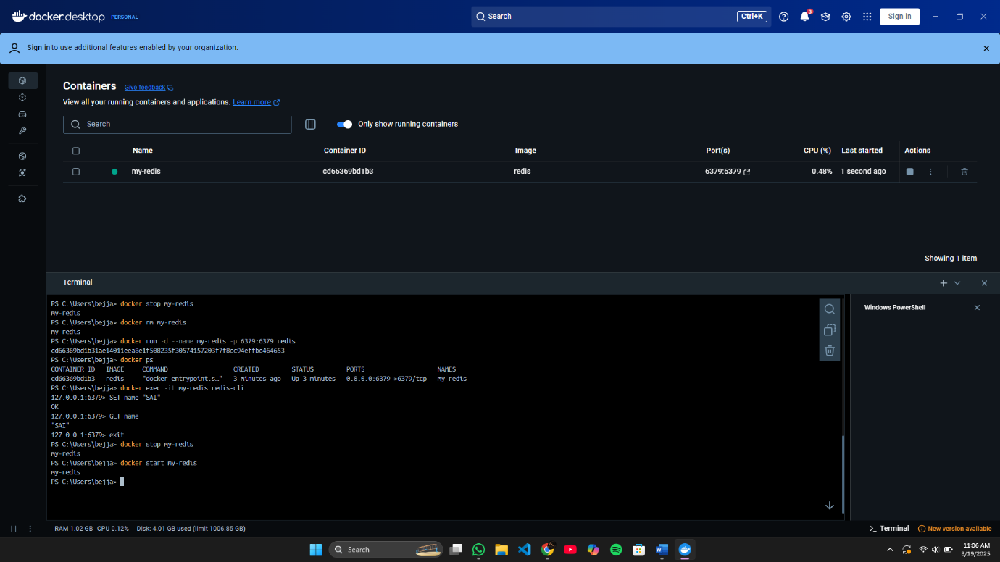 docker.desktop PERSONAL
Search Ctrl+K
3
Sign in
Sign in to use additional features enabled by your organization.
Containers Give feedback
View all your running containers and applications. Learn more
Search
Only show running containers
Name Container ID Image Port(s) CPU (%) Last started Actions
my-redis cd66369bd1b3 redis 6379:6379 0.48% 1 second ago
Showing 1 item
Terminal
PS C:\Users\bejja> docker stop my-redis
my-redis
PS C:\Users\bejja> docker rm my-redis
my-redis
PS C:\Users\bejja> docker run -d --name my-redis -p 6379:6379 redis
cd66369bd1b31ae14011eea8e1f508235f30574157203f7f8cc94effbe464653
PS C:\Users\bejja> docker ps
CONTAINER ID IMAGE COMMAND CREATED STATUS PORTS NAMES
cd66369bd1b3 redis "docker-entrypoint.s…" 3 minutes ago Up 3 minutes 0.0.0.0:6379->6379/tcp my-redis
PS C:\Users\bejja> docker exec -it my-redis redis-cli
127.0.0.1:6379> SET name "SAI"
OK
127.0.0.1:6379> GET name
"SAI"
127.0.0.1:6379> exit
PS C:\Users\bejja> docker stop my-redis
my-redis
PS C:\Users\bejja> docker start my-redis
my-redis
PS C:\Users\bejja>
Windows PowerShell
RAM 1.02 GB CPU 0.12% Disk: 4.01 GB used (limit 1006.85 GB)
>_ Terminal
New version available
Search
11:06 AM
8/19/2025